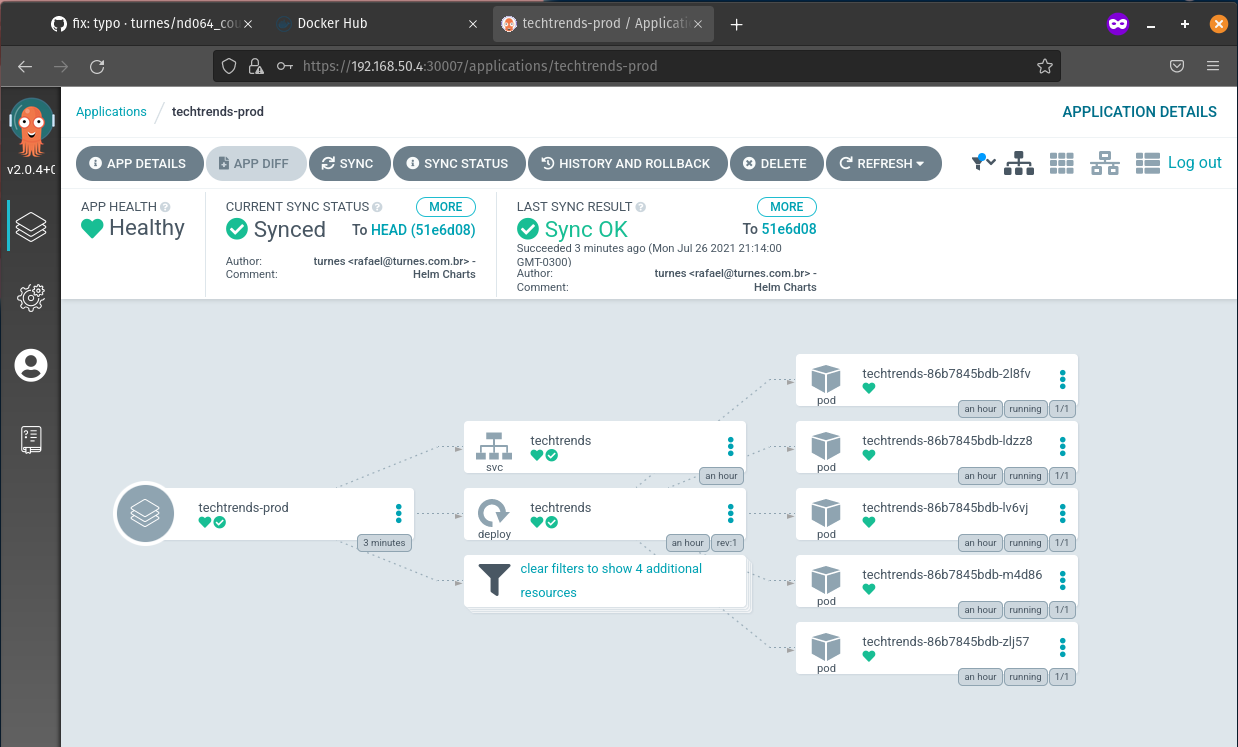 fix: typo · turnes/nd064_cou
Docker Hub
techtrends-prod / Applicati
https://192.168.50.4:30007/applications/techtrends-prod
v2.0.4+0
Applications / techtrends-prod
APPLICATION DETAILS
APP DETAILS
APP DIFF
SYNC
SYNC STATUS
HISTORY AND ROLLBACK
DELETE
REFRESH
Log out
APP HEALTH
Healthy
CURRENT SYNC STATUS
MORE
Synced
To HEAD (51e6d08)
Author: turnes <rafael@turnes.com.br> -
Comment: Helm Charts
LAST SYNC RESULT
MORE
Sync OK
To 51e6d08
Succeeded 3 minutes ago (Mon Jul 26 2021 21:14:00
GMT-0300)
Author: turnes <rafael@turnes.com.br> -
Comment: Helm Charts
techtrends-prod
3 minutes
svc
techtrends
an hour
deploy
techtrends
an hour
rev:1
clear filters to show 4 additional
resources
pod
techtrends-86b7845bdb-2l8fv
an hour
running
1/1
pod
techtrends-86b7845bdb-ldzz8
an hour
running
1/1
pod
techtrends-86b7845bdb-lv6vj
an hour
running
1/1
pod
techtrends-86b7845bdb-m4d86
an hour
running
1/1
pod
techtrends-86b7845bdb-zlj57
an hour
running
1/1